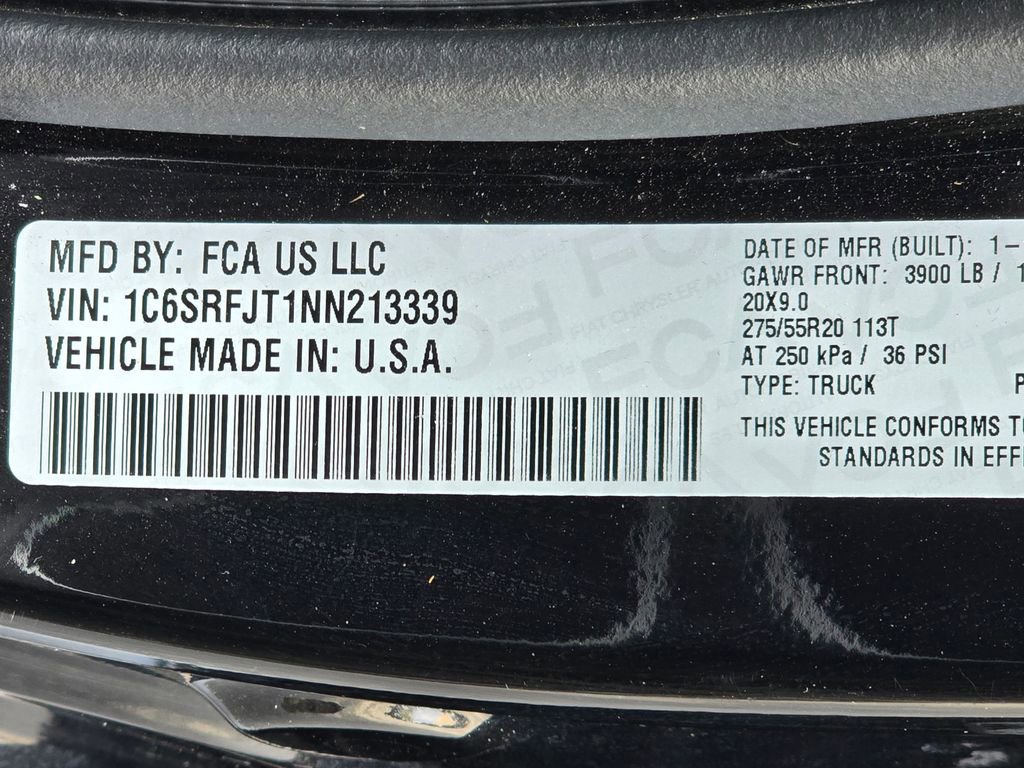 MFD BY: FCA US LLC
VIN: 1C6SRFJT1NN213339
VEHICLE MADE IN: U.S.A.
DATE OF MFR (BUILT): 1-
GAWR FRONT: 3900 LB / 1
20X9.0
275/55R20 113T
AT 250 kPa / 36 PSI
TYPE: TRUCK P
THIS VEHICLE CONFORMS TO
STANDARDS IN EFF